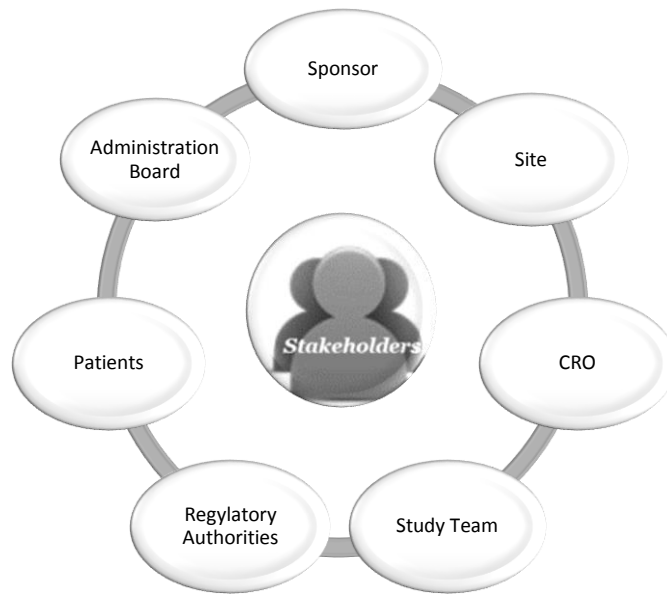 Sponsor
Administration
Board
Site
Stakeholders
Patients
CRO
Regylatory
Authorities
Study Team